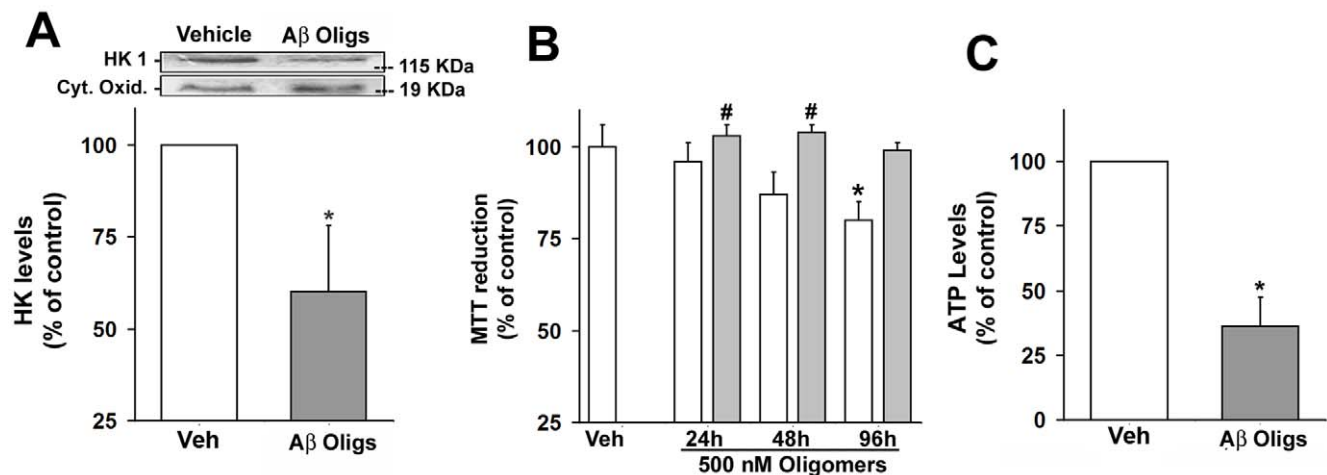 A
Vehicle Aβ Oligs
HK 1 --- 115 KDa
Cyt. Oxid. --- 19 KDa
HK levels
(% of control)
100
75
50
25
*
Veh Aβ Oligs
B
MTT reduction
(% of control)
100
75
50
25
# # *
Veh 24h 48h 96h
500 nM Oligomers
C
ATP Levels
(% of control)
100
75
50
25
0
*
Veh Aβ Oligs